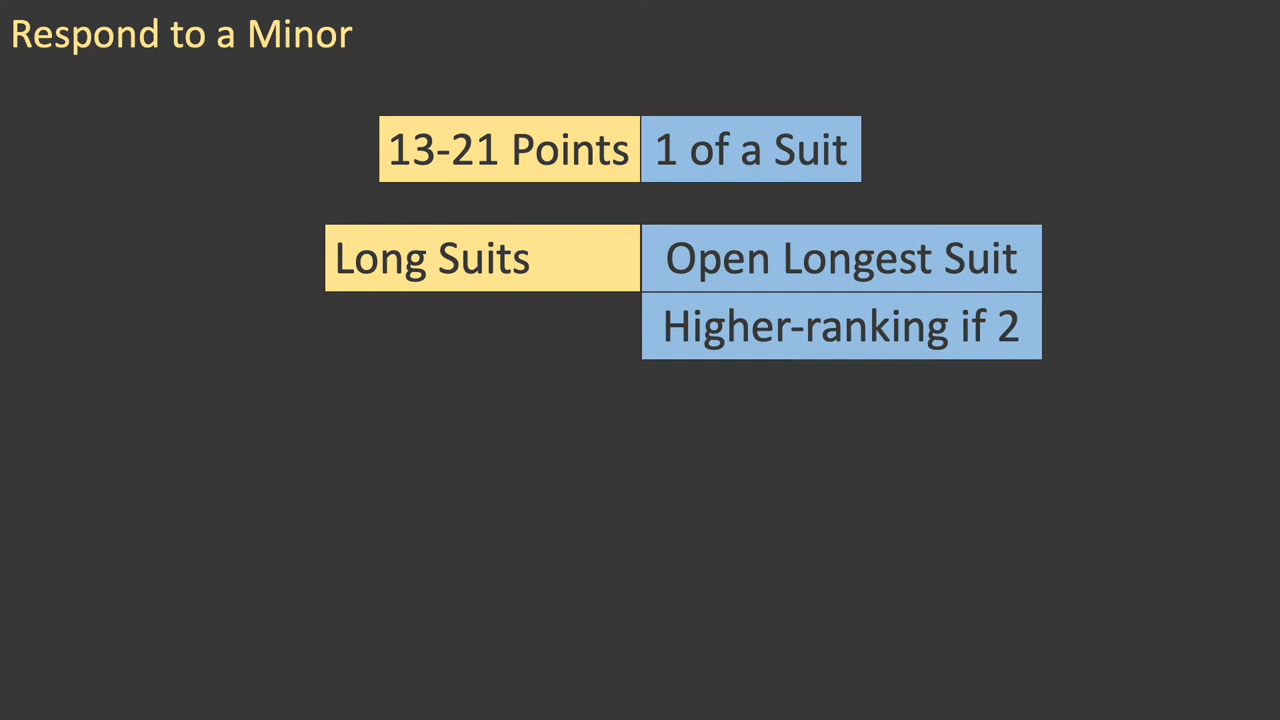 Respond to a Minor
13-21 Points 1 of a Suit
Long Suits Open Longest Suit
Higher-ranking if 2